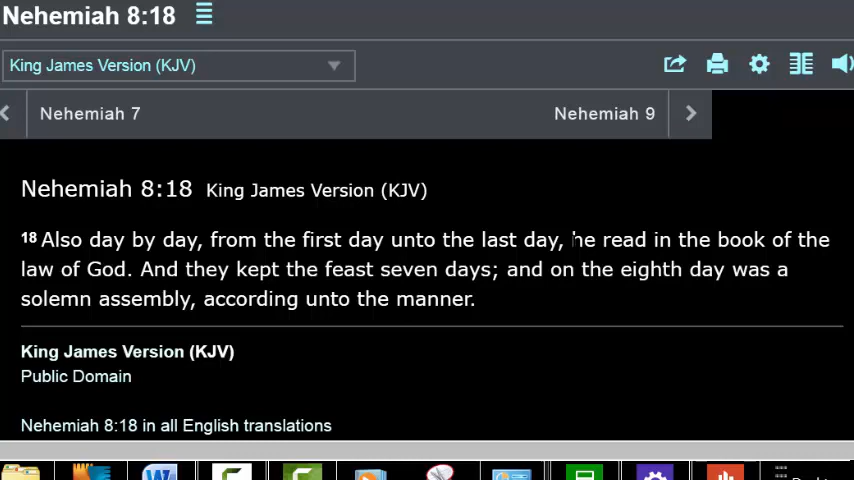 Nehemiah 8:18
King James Version (KJV)
Nehemiah 7
Nehemiah 9
Nehemiah 8:18 King James Version (KJV)
18 Also day by day, from the first day unto the last day, he read in the book of the
law of God. And they kept the feast seven days; and on the eighth day was a
solemn assembly, according unto the manner.
King James Version (KJV)
Public Domain
Nehemiah 8:18 in all English translations